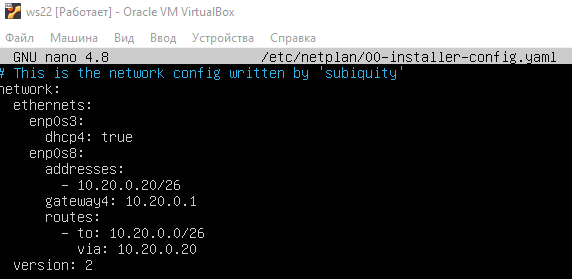 ws22 [Работает] - Oracle VM VirtualBox
Файл Машина Вид Ввод Устройства Справка
GNU nano 4.8 /etc/netplan/00-installer-config.yaml
# This is the network config written by 'subiquity'
network:
  ethernets:
    enp0s3:
      dhcp4: true
    enp0s8:
      addresses:
        - 10.20.0.20/26
      gateway4: 10.20.0.1
      routes:
        - to: 10.20.0.0/26
          via: 10.20.0.20
  version: 2